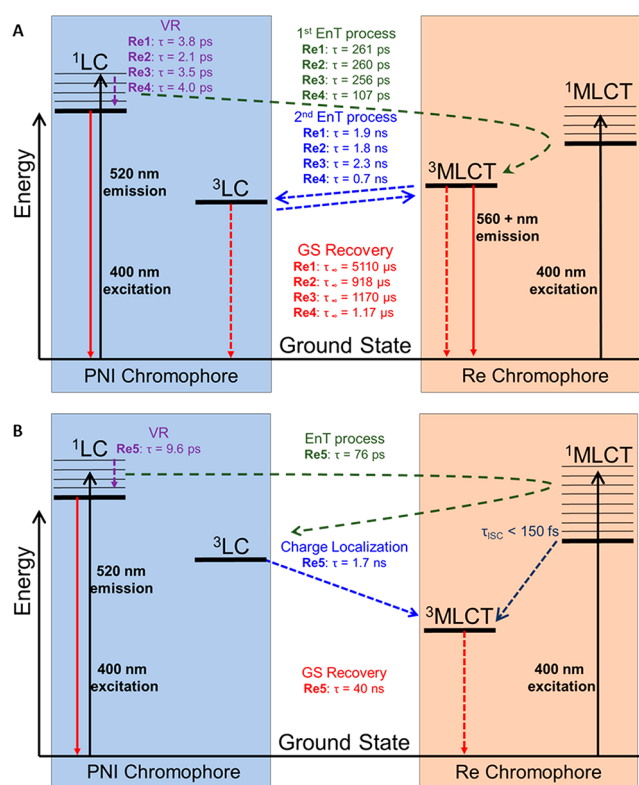 A
VR
Re1: τ = 3.8 ps
Re2: τ = 2.1 ps
Re3: τ = 3.5 ps
Re4: τ = 4.0 ps
¹LC
1st EnT process
Re1: τ = 261 ps
Re2: τ = 260 ps
Re3: τ = 256 ps
Re4: τ = 107 ps
¹MLCT
2nd EnT process
Re1: τ = 1.9 ns
Re2: τ = 1.8 ns
Re3: τ = 2.3 ns
Re4: τ = 0.7 ns
³LC
³MLCT
Energy
520 nm
emission
400 nm
excitation
560 + nm
emission
400 nm
excitation
GS Recovery
Re1: τ∞ = 5110 μs
Re2: τ∞ = 918 μs
Re3: τ∞ = 1170 μs
Re4: τ∞ = 1.17 μs
Ground State
PNI Chromophore
Re Chromophore
B
VR
Re5: τ = 9.6 ps
¹LC
EnT process
Re5: τ = 76 ps
¹MLCT
τISC < 150 fs
³LC
Charge Localization
Re5: τ = 1.7 ns
³MLCT
Energy
520 nm
emission
400 nm
excitation
GS Recovery
Re5: τ = 40 ns
400 nm
excitation
Ground State
PNI Chromophore
Re Chromophore